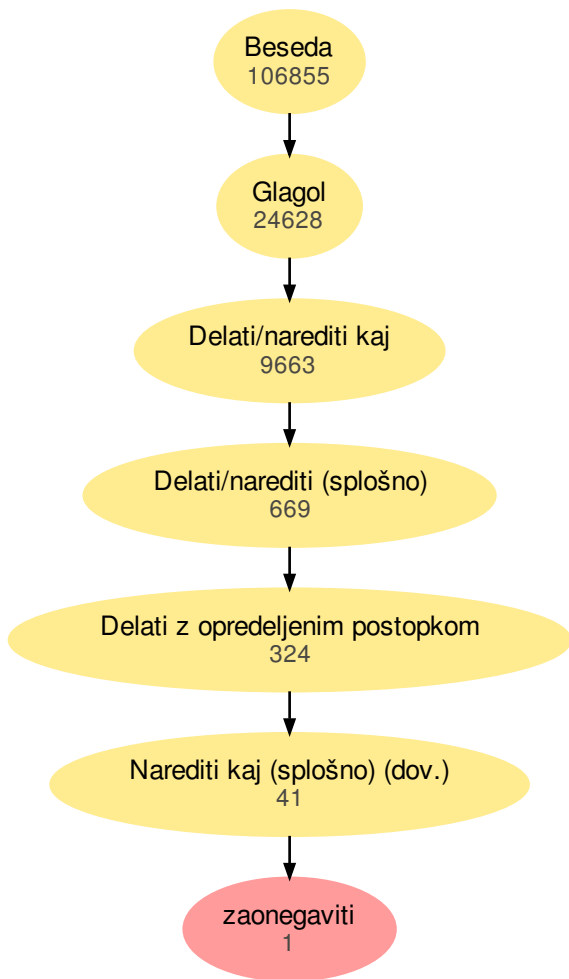 Beseda
106855
Glagol
24628
Delati/narediti kaj
9663
Delati/narediti (splošno)
669
Delati z opredeljenim postopkom
324
Narediti kaj (splošno) (dov.)
41
zaonegaviti
1